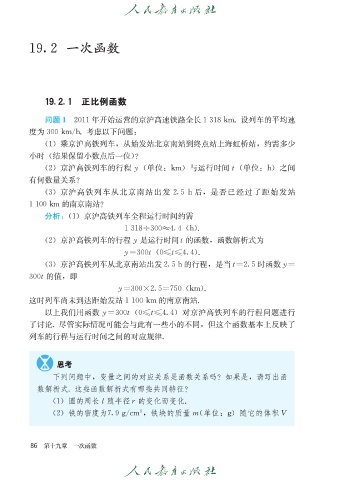 人民教育出版社
19.2 一次函数
19.2.1 正比例函数
问题1 2011 年开始运营的京沪高速铁路全长 1 318 km. 设列车的平均速
度为 300 km/h. 考虑以下问题:
(1) 乘京沪高铁列车,从始发站北京南站到终点站上海虹桥站,约需多少
小时(结果保留小数点后一位)?
(2) 京沪高铁列车的行程 y(单位:km)与运行时间 t(单位:h)之间
有何数量关系?
(3) 京沪高铁列车从北京南站出发 2.5 h 后,是否已经过了距始发站
1 100 km 的南京南站?
分析:(1) 京沪高铁列车全程运行时间约需
1 318÷300≈4.4 (h).
(2) 京沪高铁列车的行程 y 是运行时间 t 的函数,函数解析式为
y=300t (0≤t≤4.4).
(3) 京沪高铁列车从北京南站出发 2.5 h 的行程,是当 t=2.5 时函数 y=
300t 的值,即
y=300×2.5=750 (km).
这时列车尚未到达距始发站 1 100 km 的南京南站.
以上我们用函数 y=300t (0≤t≤4.4) 对京沪高铁列车的行程问题进行
了讨论. 尽管实际情况可能会与此有一些小的不同,但这个函数基本上反映了
列车的行程与运行时间之间的对应规律.
思考
下列问题中,变量之间的对应关系是函数关系吗?如果是,请写出函
数解析式. 这些函数解析式有哪些共同特征?
(1) 圆的周长 l 随半径 r 的变化而变化.
(2) 铁的密度为7.9 g/cm³,铁块的质量 m(单位:g)随它的体积 V
86 第十九章 一次函数
人民教育出版社